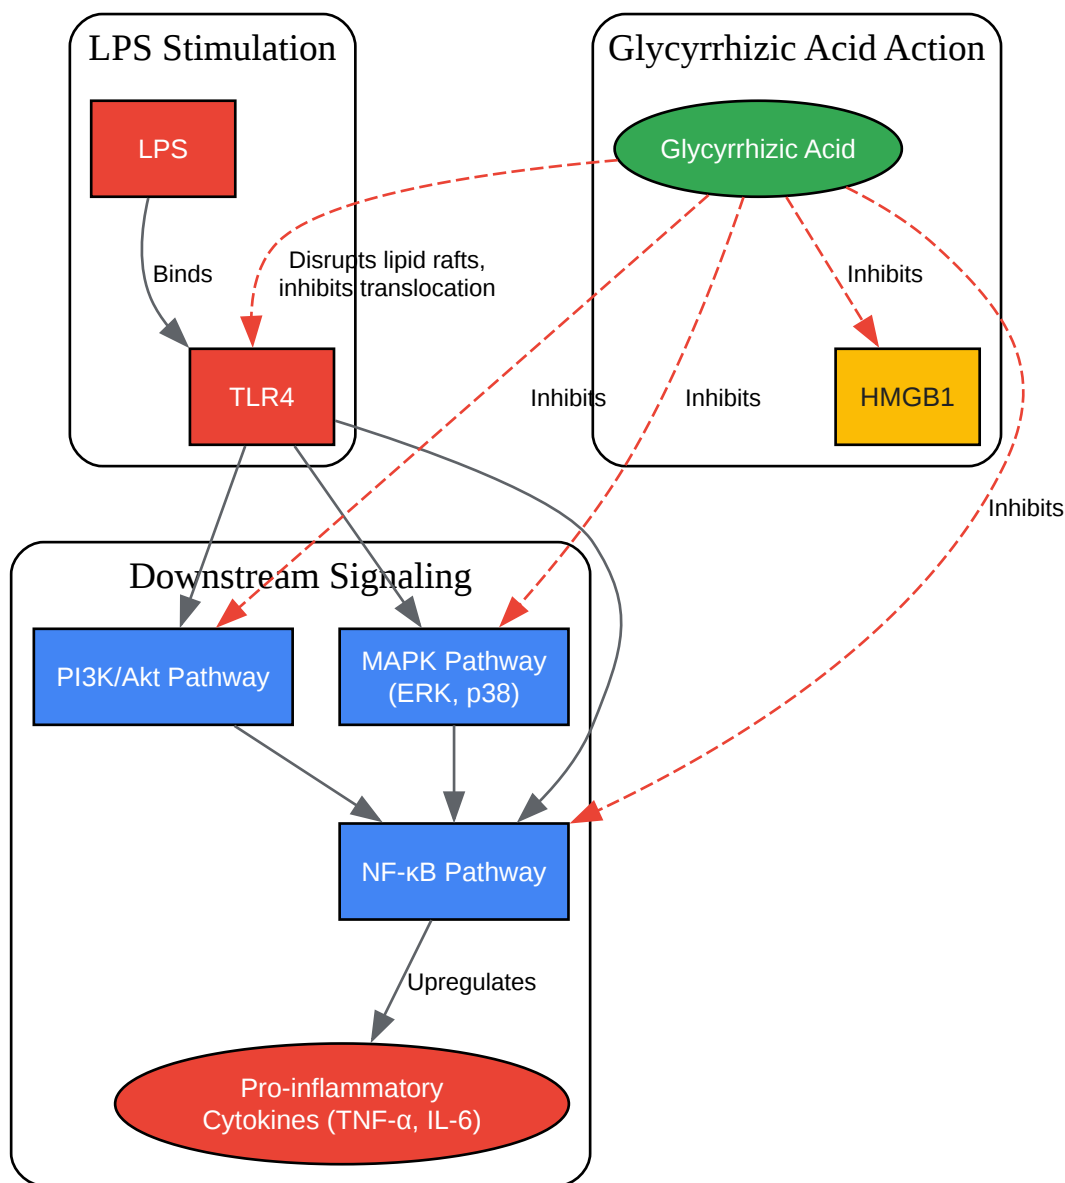 LPS Stimulation
Glycyrrhizic Acid Action
LPS
Glycyrrhizic Acid
Binds
Disrupts lipid rafts,
inhibits translocation
Inhibits
TLR4
Inhibits
Inhibits
HMGB1
Inhibits
Downstream Signaling
PI3K/Akt Pathway
MAPK Pathway
(ERK, p38)
NF-κB Pathway
Upregulates
Pro-inflammatory
Cytokines (TNF-α, IL-6)